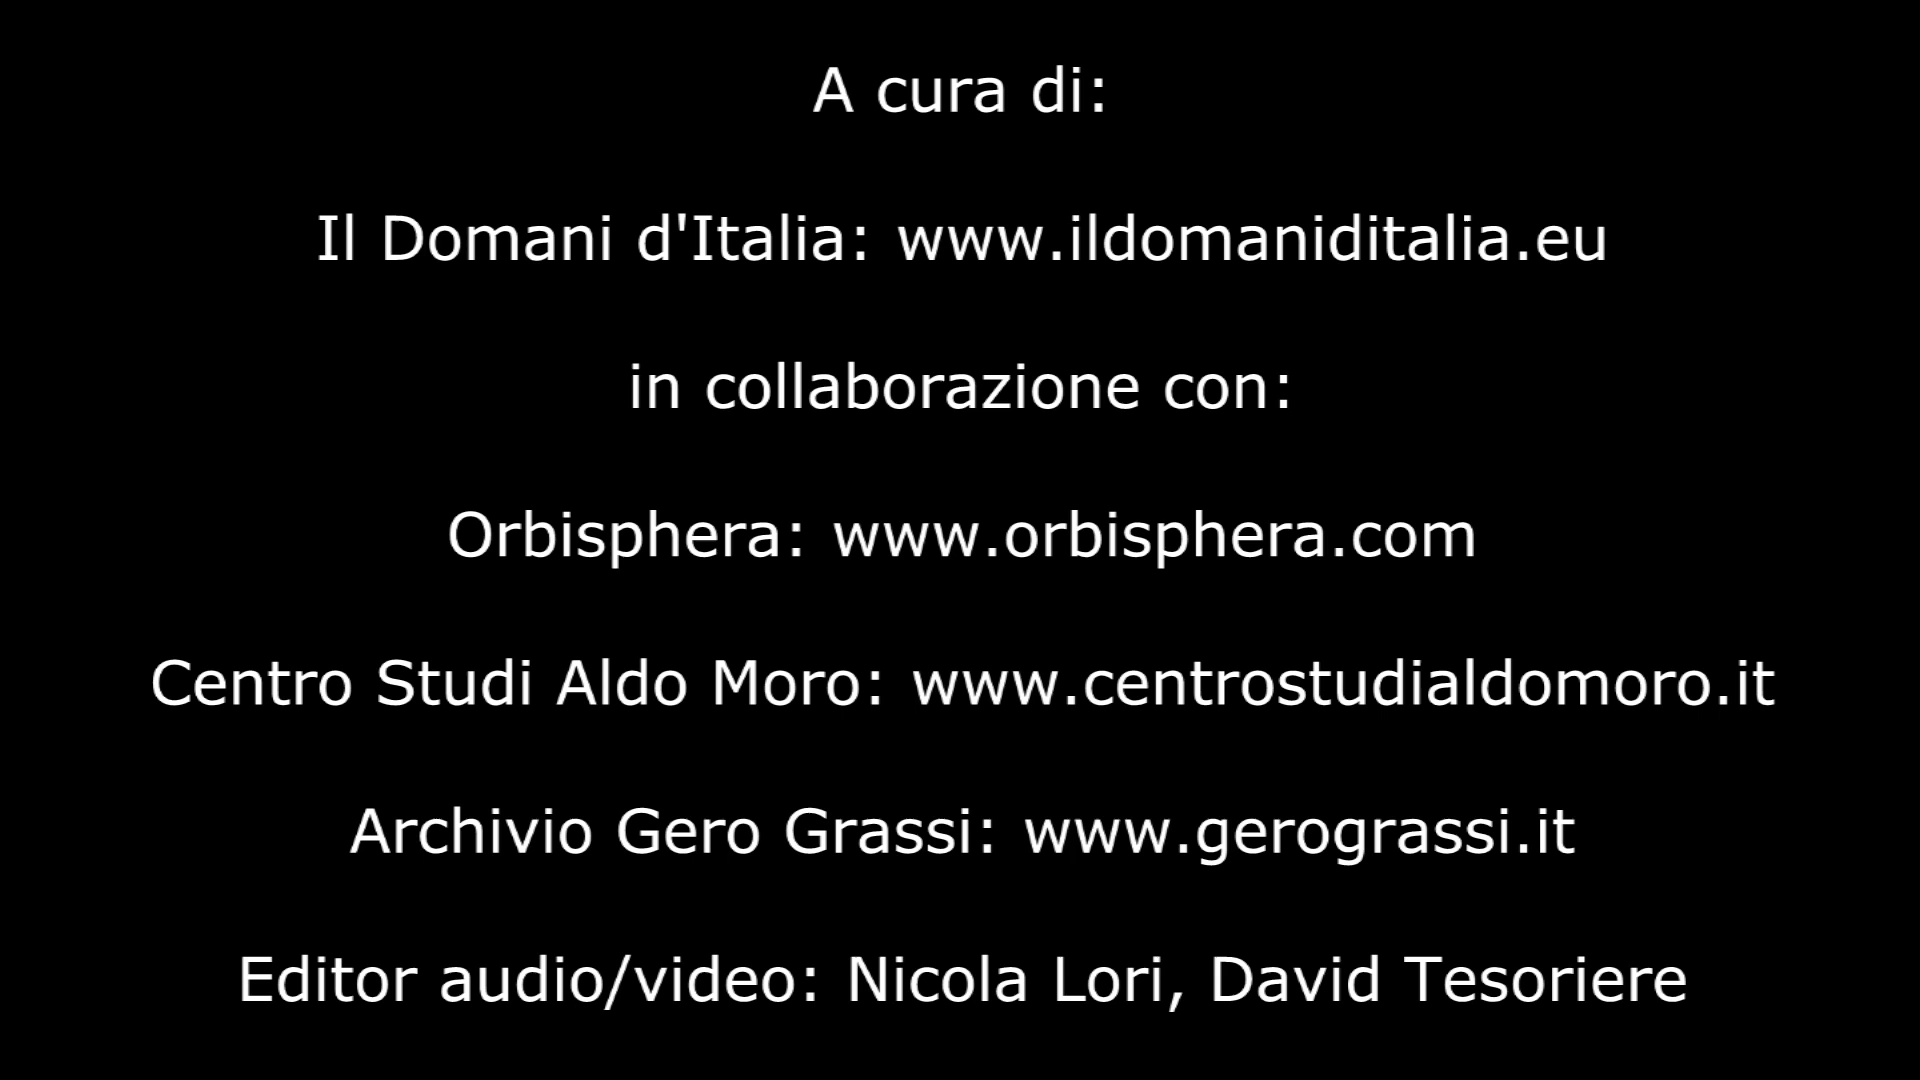 A cura di:
Il Domani d'Italia: www.ildomaniditalia.eu
in collaborazione con:
Orbisphera: www.orbisphera.com
Centro Studi Aldo Moro: www.centrostudialdomoro.it
Archivio Gero Grassi: www.gerograssi.it
Editor audio/video: Nicola Lori, David Tesoriere